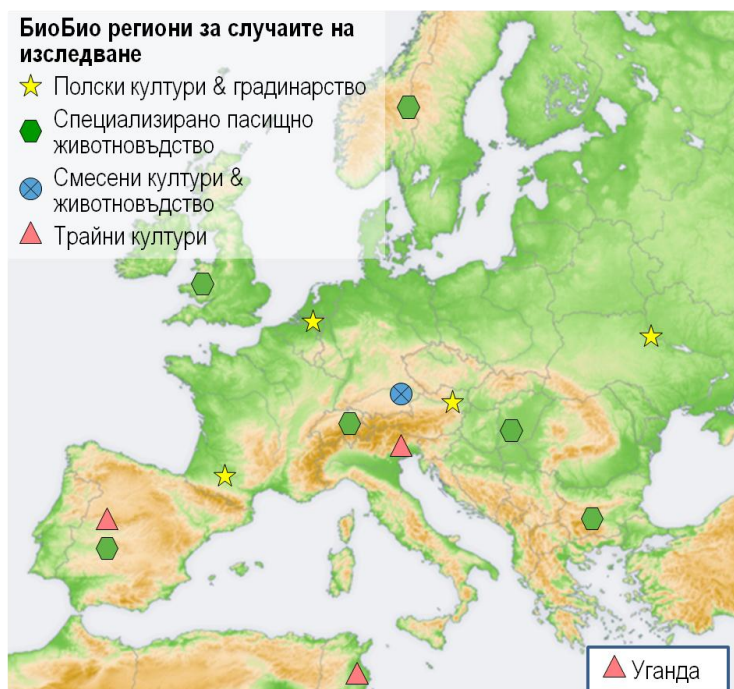 БиоБио региони за случаите на
изследване
Полски култури & градинарство
Специализирано пасищно
животновъдство
Смесени култури &
животновъдство
Трайни култури
Уганда